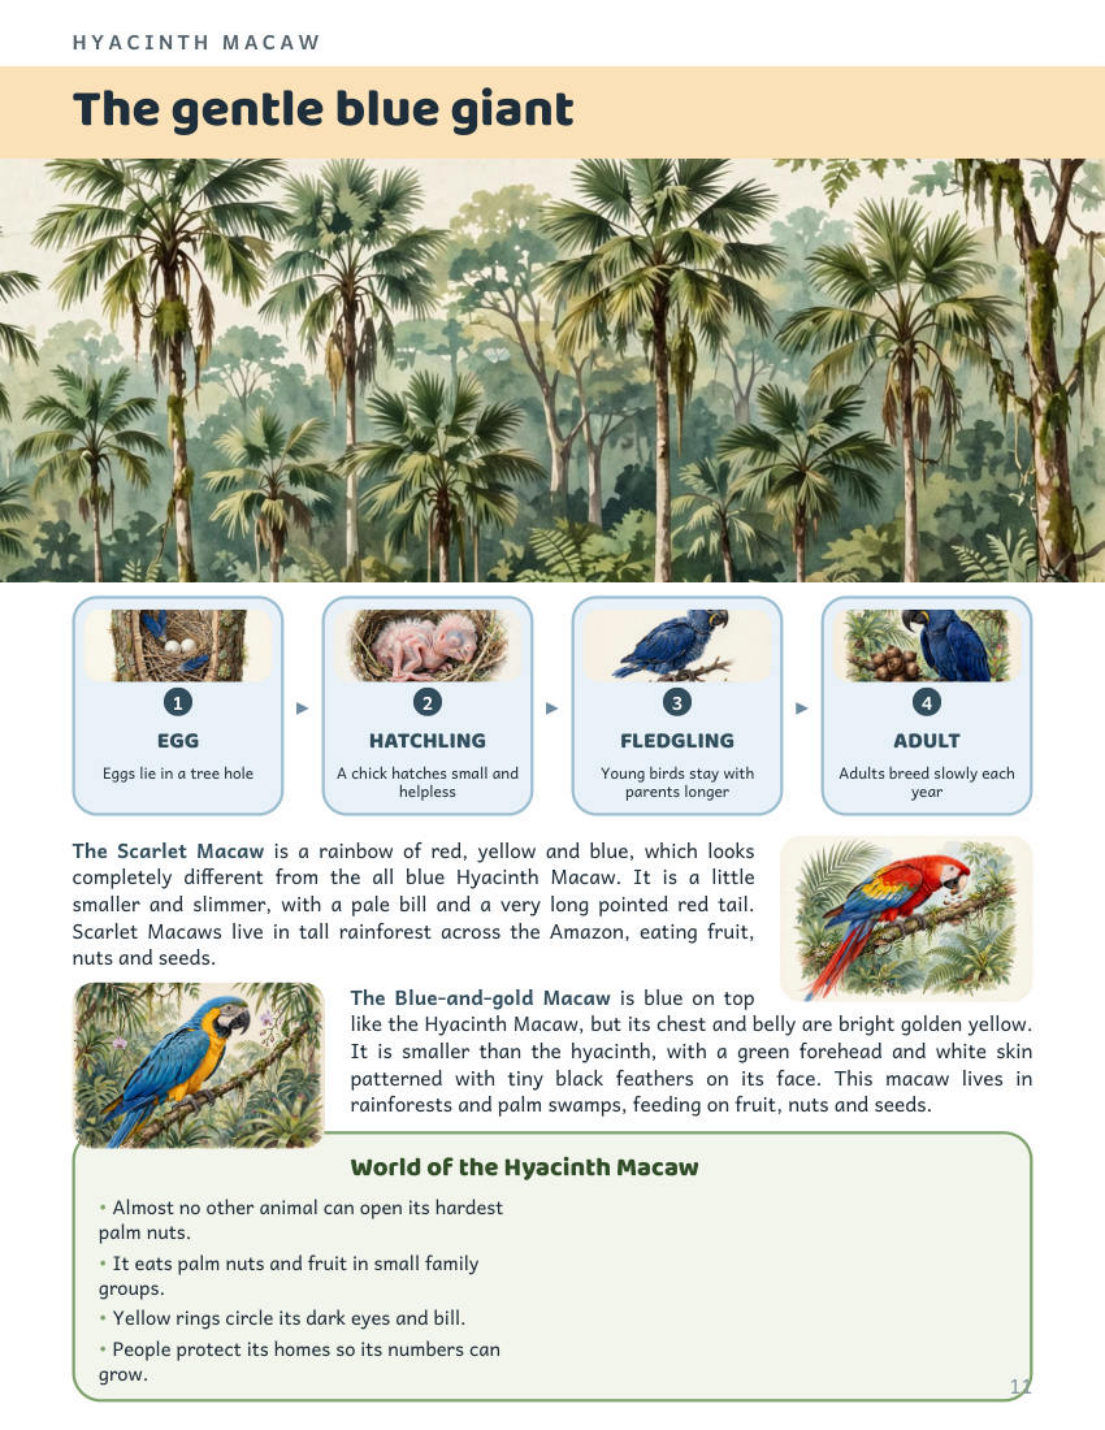 HYACINTH MACAW
The gentle blue giant
1
EGG
Eggs lie in a tree hole
2
HATCHLING
A chick hatches small and
helpless
3
FLEDGLING
Young birds stay with
parents longer
4
ADULT
Adults breed slowly each
year
The Scarlet Macaw is a rainbow of red, yellow and blue, which looks
completely different from the all blue Hyacinth Macaw. It is a little
smaller and slimmer, with a pale bill and a very long pointed red tail.
Scarlet Macaws live in tall rainforest across the Amazon, eating fruit,
nuts and seeds.
The Blue-and-gold Macaw is blue on top
like the Hyacinth Macaw, but its chest and belly are bright golden yellow.
It is smaller than the hyacinth, with a green forehead and white skin
patterned with tiny black feathers on its face. This macaw lives in
rainforests and palm swamps, feeding on fruit, nuts and seeds.
World of the Hyacinth Macaw
• Almost no other animal can open its hardest
palm nuts.
• It eats palm nuts and fruit in small family
groups.
• Yellow rings circle its dark eyes and bill.
• People protect its homes so its numbers can
grow.
11